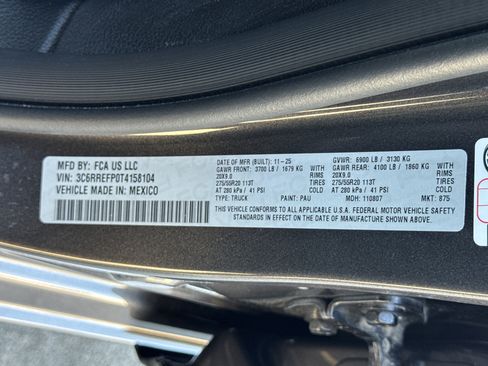 MFD BY: FCA US LLC
VIN: 3C6RREFP0T4158104
VEHICLE MADE IN: MEXICO
DATE OF MFR (BUILT): 11-25 GVWR: 6900 LB / 3130 KG
GAWR FRONT: 3700 LB / 1679 KG GAWR REAR: 4100 LB / 1860 KG
20X9.0 RIMS 20X9.0 RIMS
275/55R20 113T TIRES 275/55R20 113T TIRES
AT 280 kPa / 41 PSI COLD AT 280 kPa / 41 PSI COLD
TYPE: TRUCK PAINT: PAU MDH: 110807 MKT: 875
THIS VEHICLE CONFORMS TO ALL APPLICABLE U.S.A. FEDERAL MOTOR VEHICLE
SAFETY STANDARDS IN EFFECT ON THE DATE OF MANUFACTURE SHOWN ABOVE.